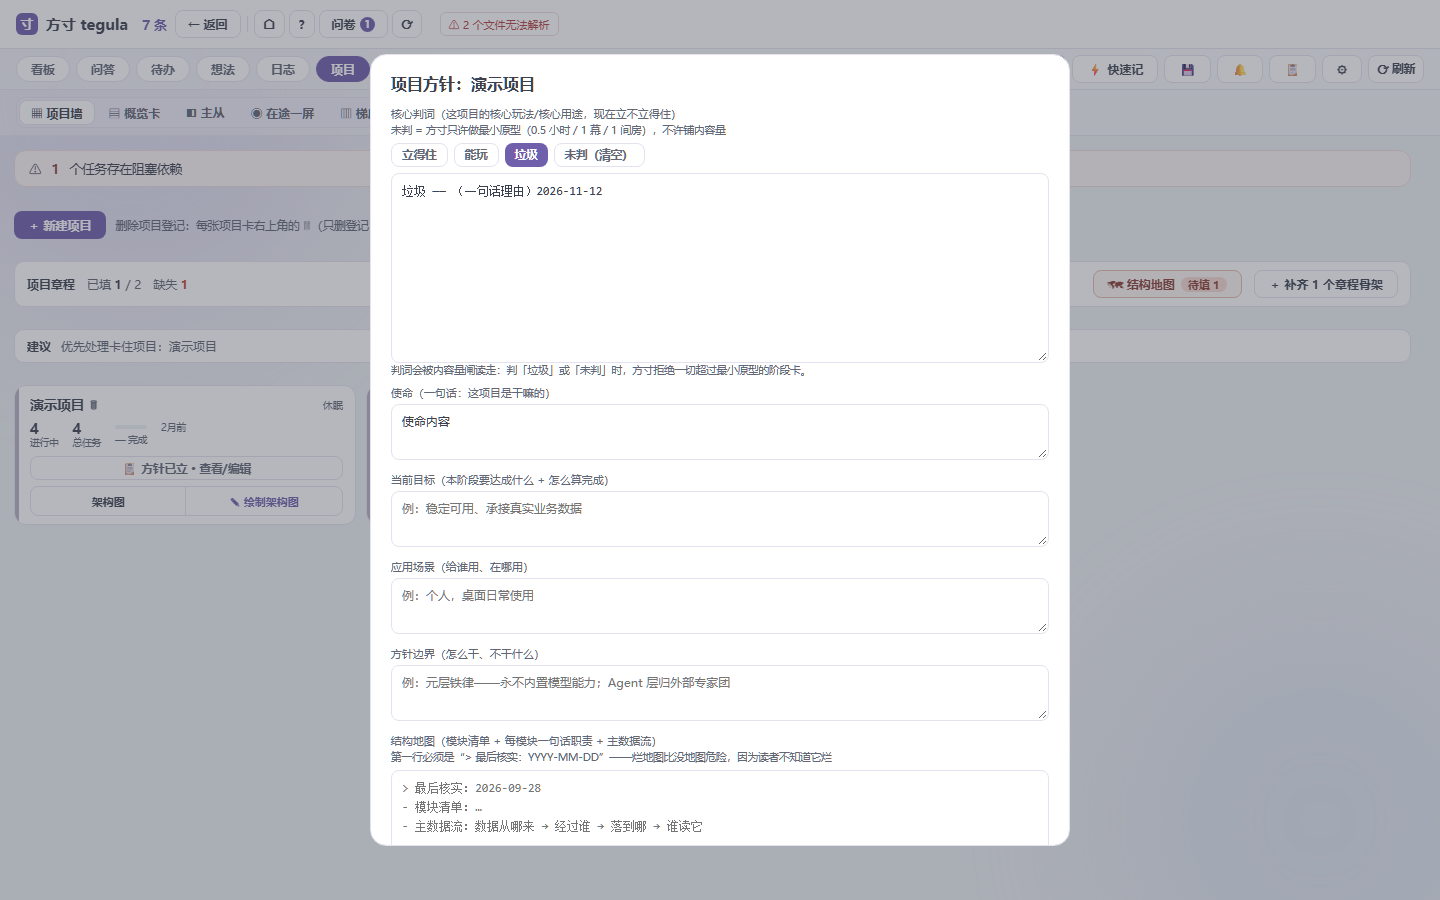 寸 方寸 tegula 7 条 ← 返回 ? 问卷 1 ⚠ 2 个文件无法解析
看板 问答 待办 想法 日志 项目 快速记 刷新
项目墙 概览卡 主从 在途一屏
⚠ 1 个任务存在阻塞依赖
+ 新建项目 删除项目登记：每张项目卡右上角的 （只删登记
项目章程 已填 1 / 2 缺失 1 结构地图 待填 1 + 补齐 1 个章程骨架
建议 优先处理卡住项目：演示项目
演示项目 休眠
4 4 2月前
进行中 总任务 — 完成
方针已立 • 查看/编辑
架构图 绘制架构图
项目方针：演示项目
核心判词（这项目的核心玩法/核心用途，现在立不立得住）
未判 = 方寸只许做最小原型（0.5 小时 / 1 幕 / 1 间房），不许铺内容量
立得住 能玩 垃圾 未判（清空）
垃圾 —— （一句话理由）2026-11-12
判词会被内容量闸读走：判「垃圾」或「未判」时，方寸拒绝一切超过最小原型的阶段卡。
使命（一句话：这项目是干嘛的）
使命内容
当前目标（本阶段要达成什么 + 怎么算完成）
例：稳定可用、承接真实业务数据
应用场景（给谁用、在哪用）
例：个人，桌面日常使用
方针边界（怎么干、不干什么）
例：元层铁律——永不内置模型能力；Agent 层归外部专家团
结构地图（模块清单 + 每模块一句话职责 + 主数据流）
第一行必须是“> 最后核实：YYYY-MM-DD”——烂地图比没地图危险，因为读者不知道它烂
> 最后核实：2026-09-28
- 模块清单：…
- 主数据流：数据从哪来 → 经过谁 → 落到哪 → 谁读它